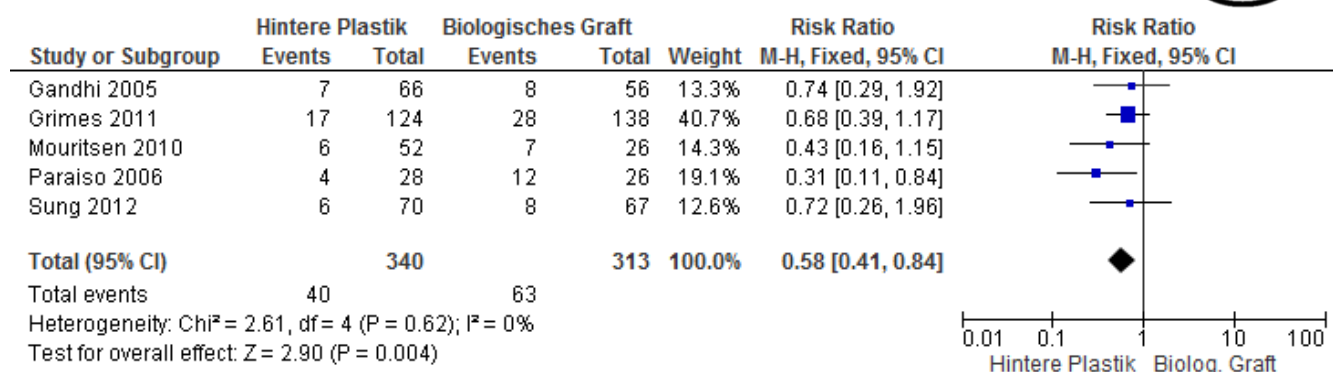 Hintere Plastik Biologisches Graft Risk Ratio Risk Ratio
Study or Subgroup Events Total Events Total Weight M-H, Fixed, 95% CI M-H, Fixed, 95% CI
Gandhi 2005 7 66 8 56 13.3% 0.74 [0.29, 1.92]
Grimes 2011 17 124 28 138 40.7% 0.68 [0.39, 1.17]
Mouritsen 2010 6 52 7 26 14.3% 0.43 [0.16, 1.15]
Paraiso 2006 4 28 12 26 19.1% 0.31 [0.11, 0.84]
Sung 2012 6 70 8 67 12.6% 0.72 [0.26, 1.96]
Total (95% CI) 340 313 100.0% 0.58 [0.41, 0.84]
Total events 40 63
Heterogeneity: Chi² = 2.61, df = 4 (P = 0.62); I² = 0%
Test for overall effect: Z = 2.90 (P = 0.004)
0.01 0.1 1 10 100
Hintere Plastik Biolog. Graft